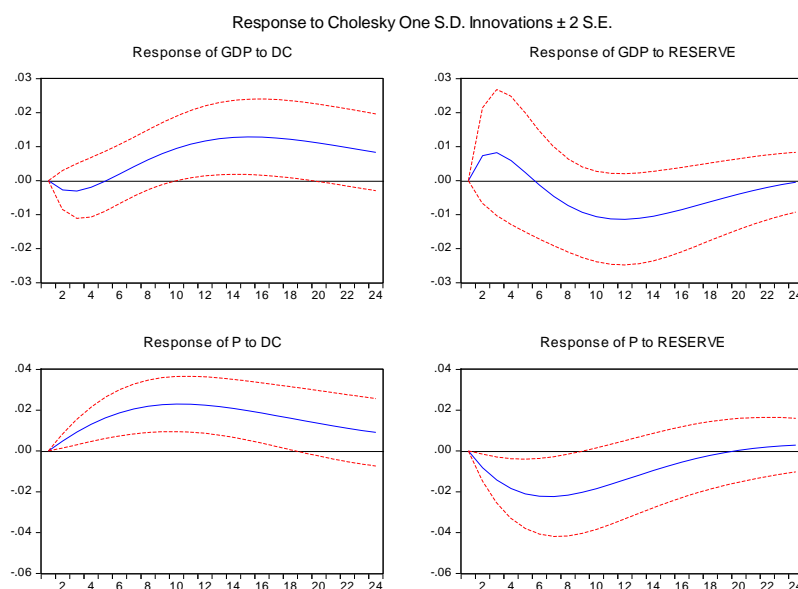 Response to Cholesky One S.D. Innovations ± 2 S.E.
Response of GDP to DC
.03
.02
.01
.00
-.01
-.02
-.03
2 4 6 8 10 12 14 16 18 20 22 24
Response of GDP to RESERVE
.03
.02
.01
.00
-.01
-.02
-.03
2 4 6 8 10 12 14 16 18 20 22 24
Response of P to DC
.04
.02
.00
-.02
-.04
-.06
2 4 6 8 10 12 14 16 18 20 22 24
Response of P to RESERVE
.04
.02
.00
-.02
-.04
-.06
2 4 6 8 10 12 14 16 18 20 22 24